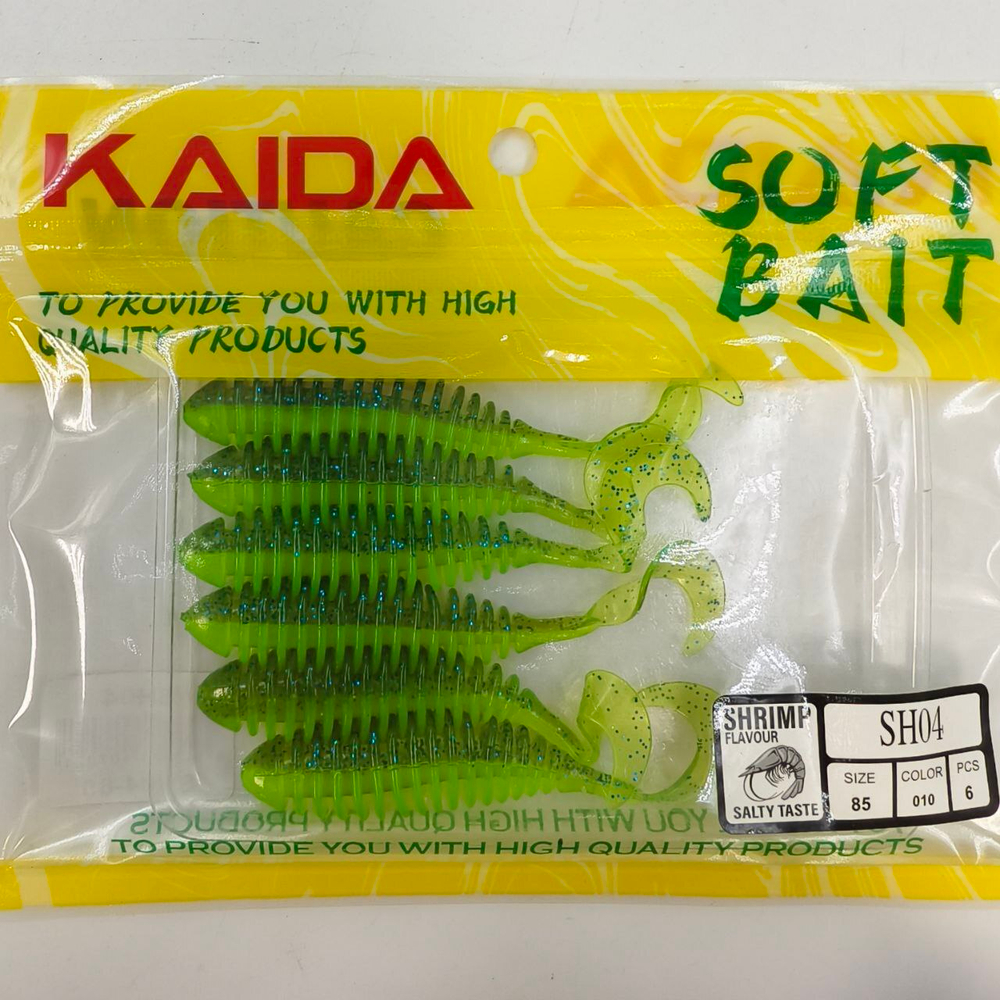 KAIDA
SOFT
BAIT
TO PROVIDE YOU WITH HIGH
QUALITY PRODUCTS
SHRIMP
FLAVOUR
SALTY TASTE
SH04
SIZE
85
COLOR
010
PCS
6
TO PROVIDE YOU WITH HIGH QUALITY PRODUCTS